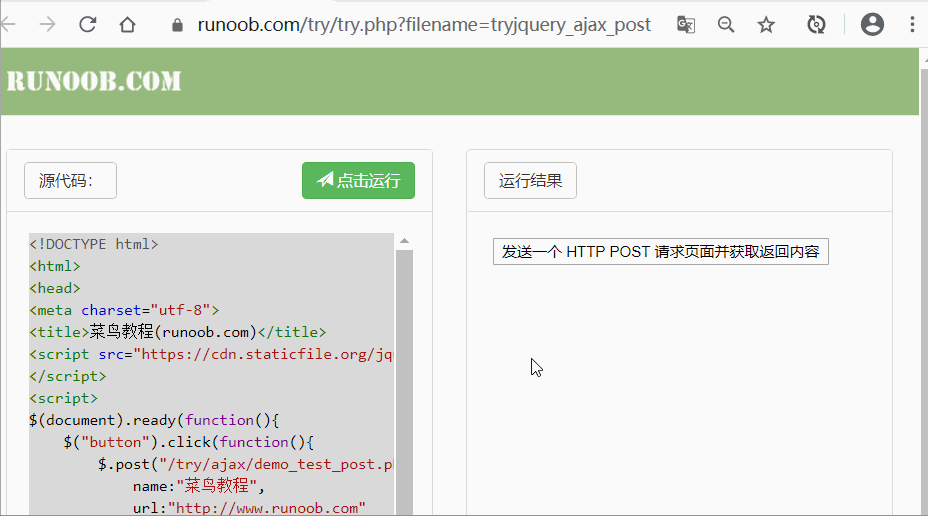 runoob.com/try/try.php?filename=tryjquery_ajax_post
RUNOOB.COM
源代码：
点击运行
运行结果
<!DOCTYPE html>
<html>
<head>
<meta charset="utf-8">
<title>菜鸟教程(runoob.com)</title>
<script src="https://cdn.staticfile.org/jqu
</script>
<script>
$(document).ready(function(){
$("button").click(function(){
$.post("/try/ajax/demo_test_post.ph
name:"菜鸟教程",
url:"http://www.runoob.com"
发送一个 HTTP POST 请求页面并获取返回内容